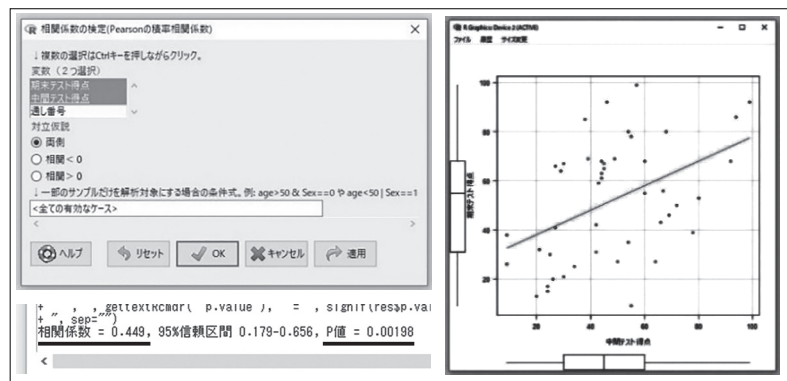 相関係数の検定(Pearsonの積率相関係数)
↓複数の選択はCtrlキーを押しながらクリック。
変数（2つ選択）
期末テスト得点
中間テスト得点
通し番号
対立仮説
両側
相関 < 0
相関 > 0
↓一部のサンプルだけを解析対象にする場合の条件式。例: age>50 & Sex==0 や age<50 | Sex==1
<全ての有効なケース>
ヘルプ
リセット
OK
キャンセル
適用
+ ", sep="")
相関係数 = 0.449, 95%信頼区間 0.179-0.656, P値 = 0.00198
R Graphics Device 2 (ACTIVE)
ファイル 履歴 サイズ変更
期末テスト得点
100
80
60
40
20
20 40 60 80 100
中間テスト得点